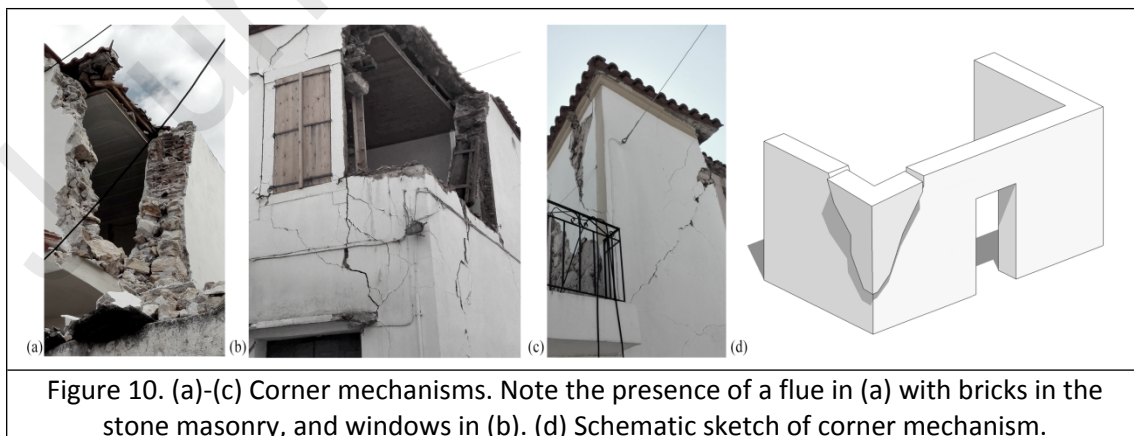 (a)
(b)
(c)
(d)
Figure 10. (a)-(c) Corner mechanisms. Note the presence of a flue in (a) with bricks in the
stone masonry, and windows in (b). (d) Schematic sketch of corner mechanism.